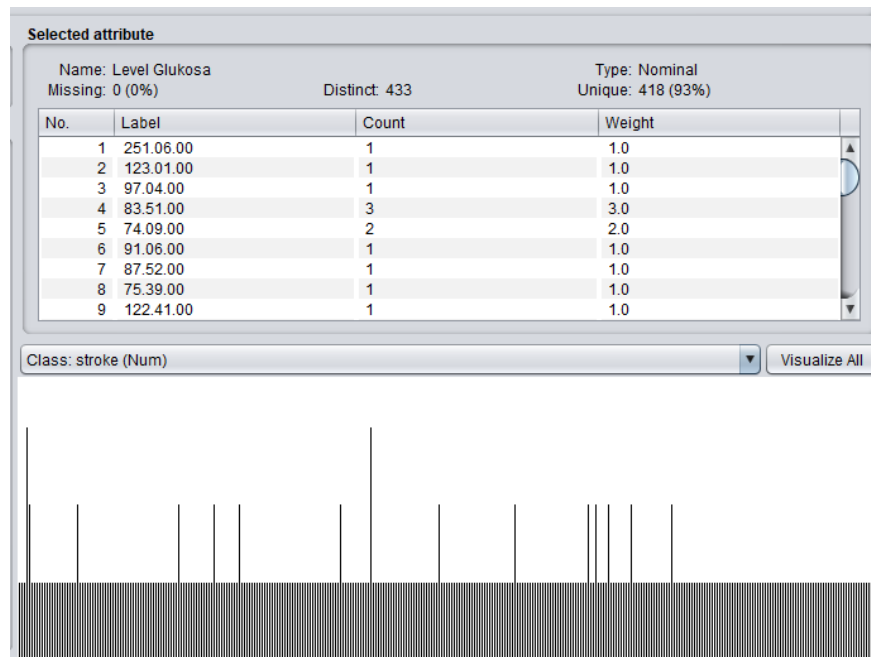 Selected attribute
Name: Level Glukosa Type: Nominal
Missing: 0 (0%) Distinct: 433 Unique: 418 (93%)
No. Label Count Weight
1 251.06.00 1 1.0
2 123.01.00 1 1.0
3 97.04.00 1 1.0
4 83.51.00 3 3.0
5 74.09.00 2 2.0
6 91.06.00 1 1.0
7 87.52.00 1 1.0
8 75.39.00 1 1.0
9 122.41.00 1 1.0
Class: stroke (Num) Visualize All